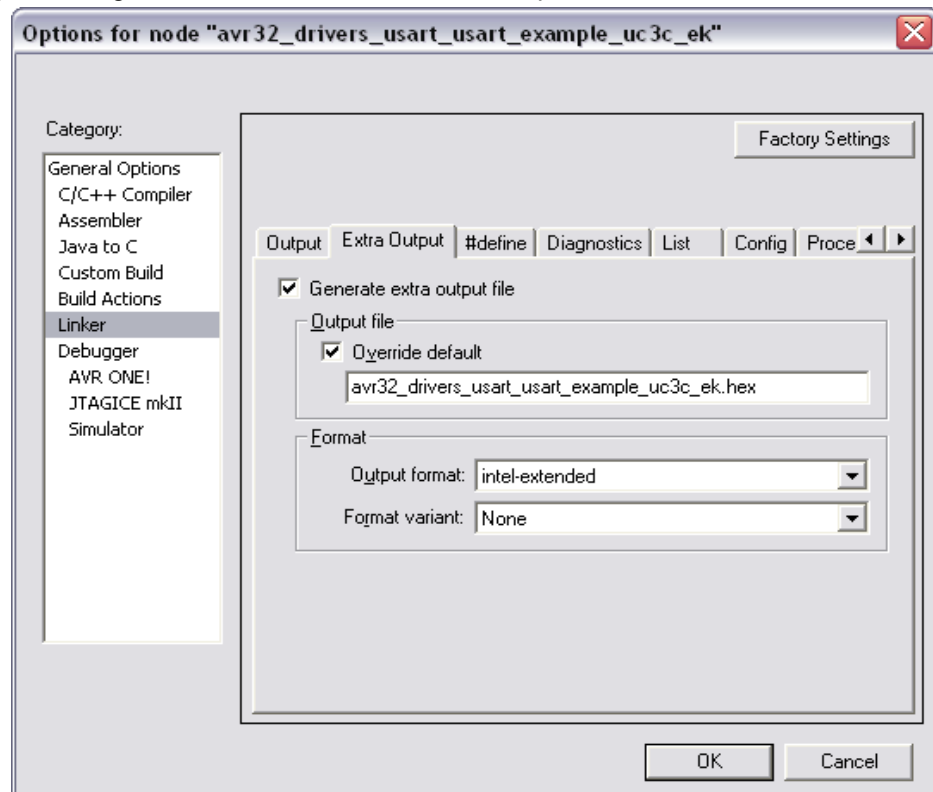 Options for node "avr32_drivers_usart_usart_example_uc3c_ek"
Category:
Factory Settings
General Options
C/C++ Compiler
Assembler
Java to C
Custom Build
Build Actions
Linker
Debugger
AVR ONE!
JTAGICE mkII
Simulator
Output Extra Output #define Diagnostics List Config Proce
Generate extra output file
Output file
Override default
avr32_drivers_usart_usart_example_uc3c_ek.hex
Format
Output format: intel-extended
Format variant: None
OK Cancel